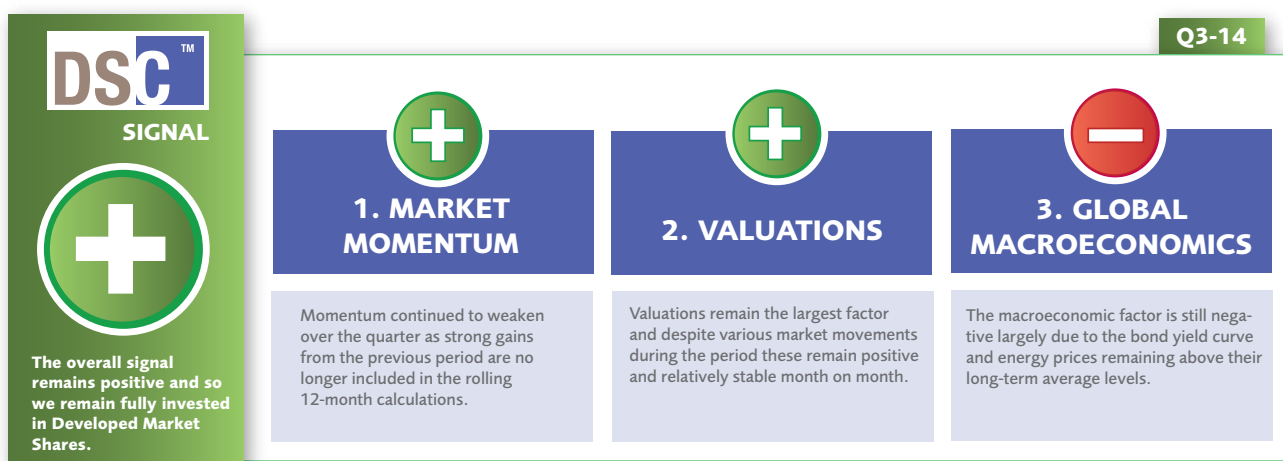 DSC™
SIGNAL
The overall signal
remains positive and so
we remain fully invested
in Developed Market
Shares.
Q3-14
1. MARKET
MOMENTUM
Momentum continued to weaken
over the quarter as strong gains
from the previous period are no
longer included in the rolling
12-month calculations.
2. VALUATIONS
Valuations remain the largest factor
and despite various market movements
during the period these remain positive
and relatively stable month on month.
3. GLOBAL
MACROECONOMICS
The macroeconomic factor is still nega-
tive largely due to the bond yield curve
and energy prices remaining above their
long-term average levels.